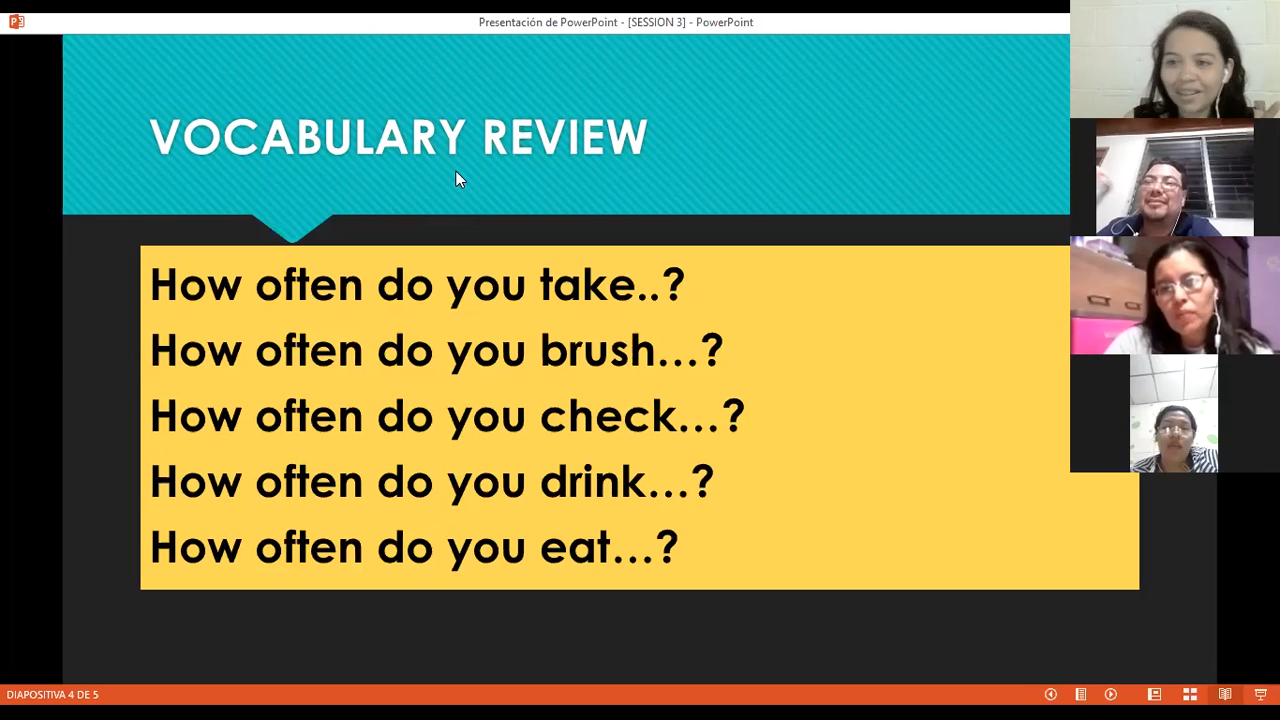 Presentación de PowerPoint - [SESSION 3] - PowerPoint
VOCABULARY REVIEW
How often do you take..?
How often do you brush...?
How often do you check...?
How often do you drink...?
How often do you eat...?
DIAPOSITIVA 4 DE 5